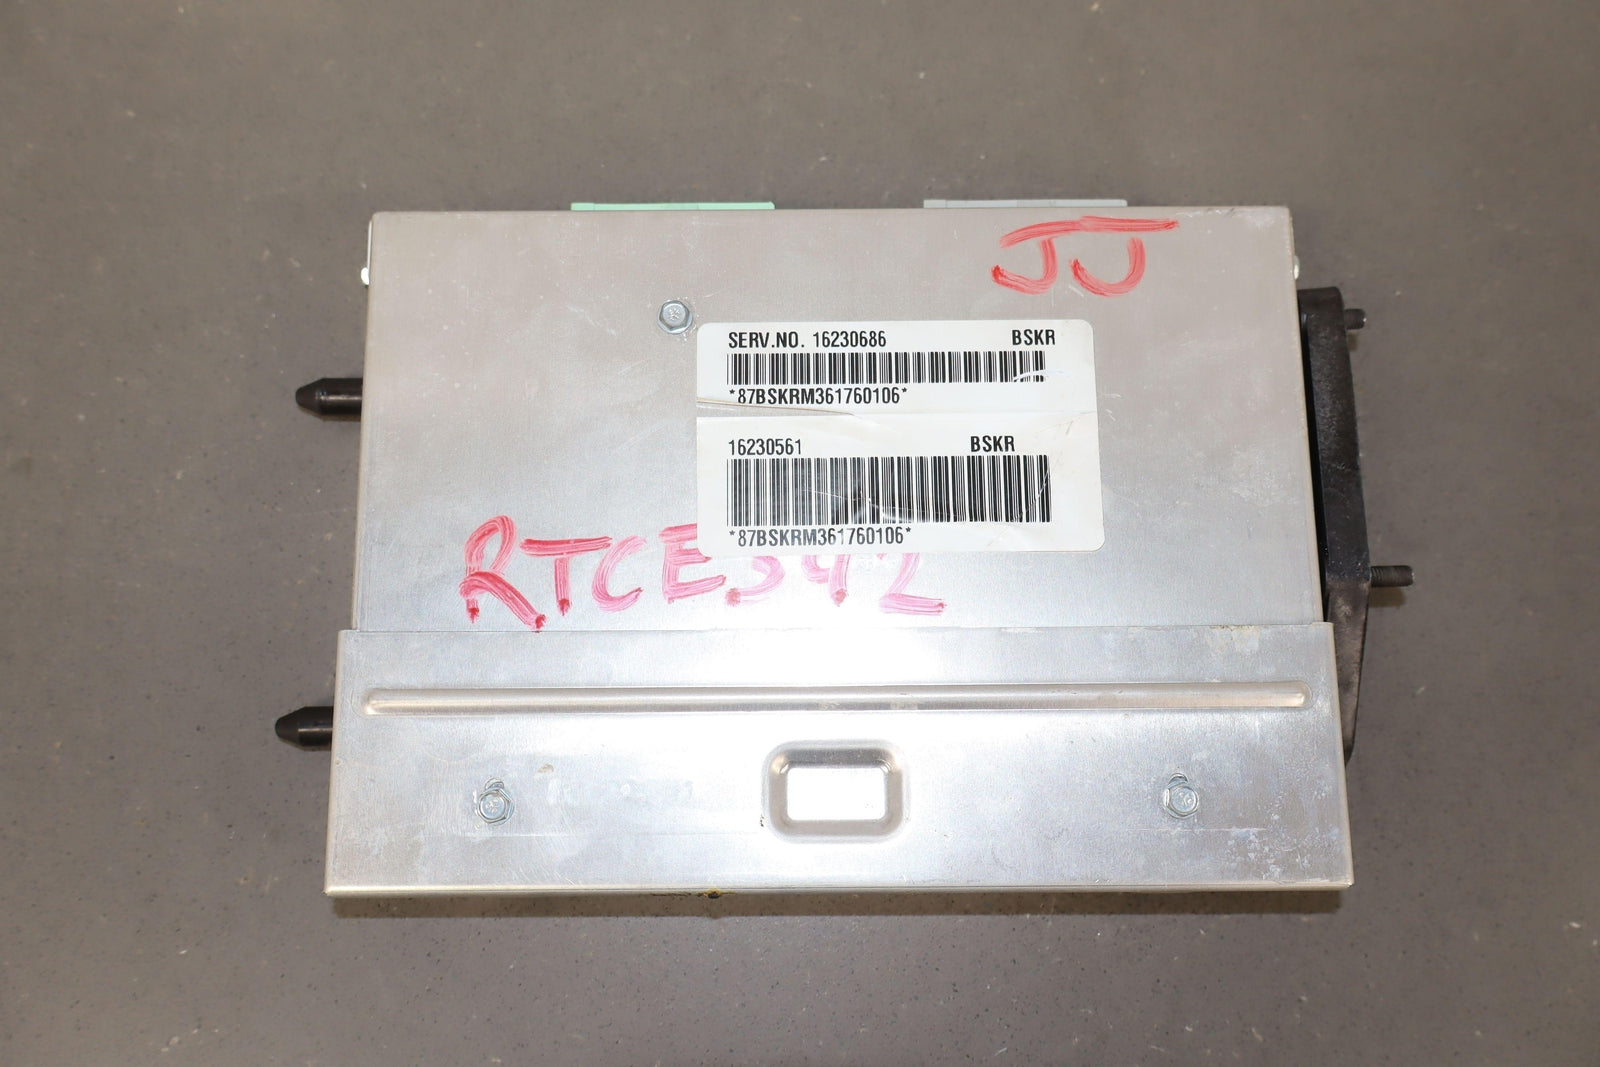 JJ
SERV.NO. 16230686 BSKR
*87BSKRM361760106*
16230561 BSKR
*87BSKRM361760106*
RTCE342